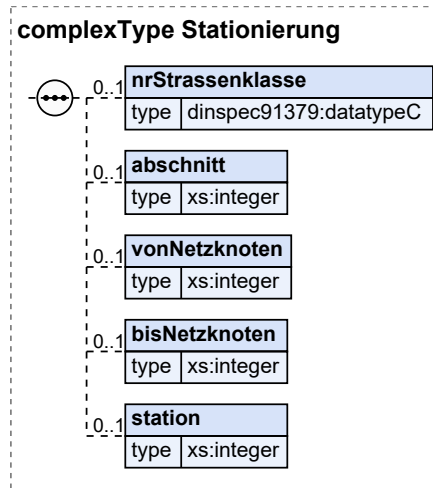 complexType Stationierung
0..1 nrStrassenklasse
type dinspec91379:datatypeC
0..1 abschnitt
type xs:integer
0..1 vonNetzknoten
type xs:integer
0..1 bisNetzknoten
type xs:integer
0..1 station
type xs:integer